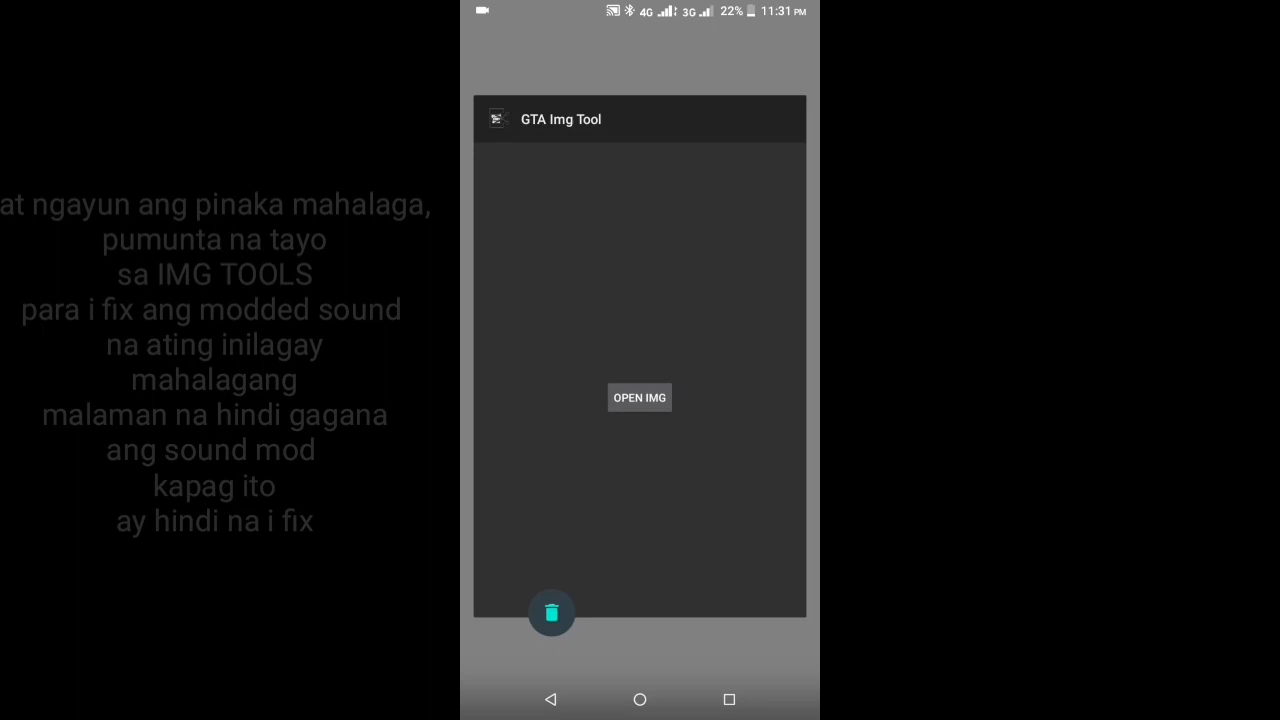 4G 3G 22% 11:31 PM
GTA Img Tool
at ngayun ang pinaka mahalaga,
pumunta na tayo
sa IMG TOOLS
para i fix ang modded sound
na ating inilagay
mahalagang
malaman na hindi gagana
ang sound mod
kapag ito
ay hindi na i fix
OPEN IMG